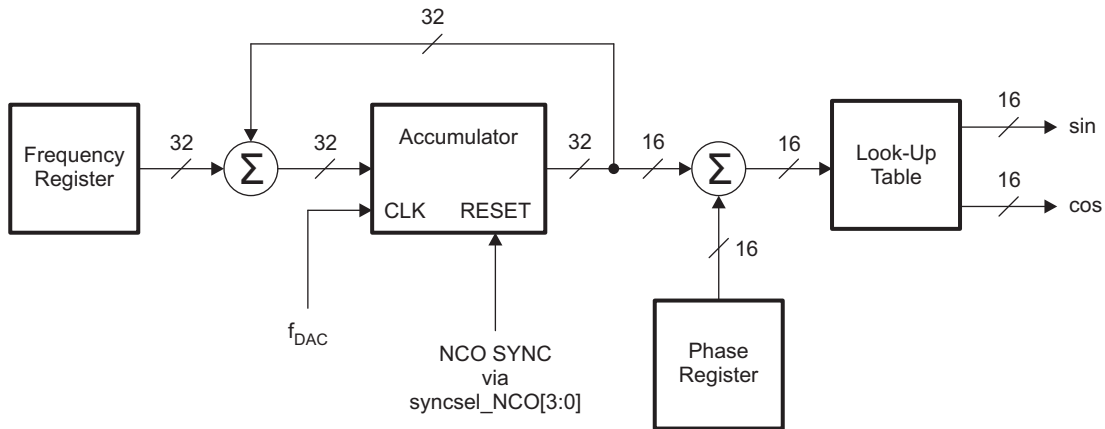 32
Frequency
Register
32
Σ
32
Accumulator
CLK
RESET
32
16
Σ
16
Look-Up
Table
16
sin
16
cos
16
f_DAC
NCO SYNC
via
syncsel_NCO[3:0]
Phase
Register